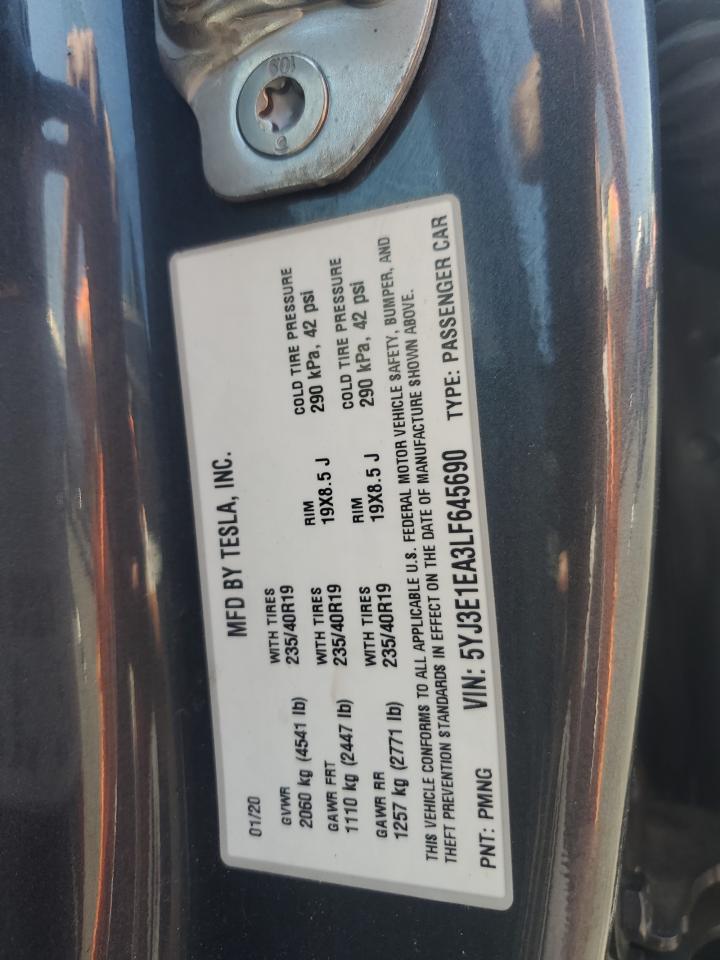 109
MFD BY TESLA, INC.
01/20
GVWR WITH TIRES COLD TIRE PRESSURE
2060 kg (4541 lb) 235/40R19 RIM 290 kPa, 42 psi
GAWR FRT WITH TIRES 19X8.5 J COLD TIRE PRESSURE
1110 kg (2447 lb) 235/40R19 RIM 290 kPa, 42 psi
GAWR RR WITH TIRES 19X8.5 J
1257 kg (2771 lb) 235/40R19
THIS VEHICLE CONFORMS TO ALL APPLICABLE U.S. FEDERAL MOTOR VEHICLE SAFETY, BUMPER, AND
THEFT PREVENTION STANDARDS IN EFFECT ON THE DATE OF MANUFACTURE SHOWN ABOVE.
PNT: PMNG VIN: 5YJ3E1EA3LF645690 TYPE: PASSENGER CAR